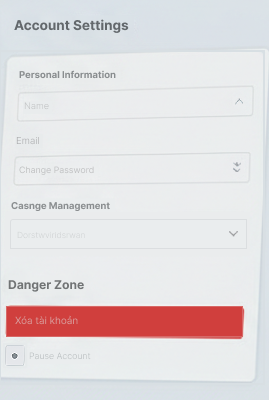 Account Settings
Personal Information
Name
Email
Change Password
Casnge Management
Danger Zone
Xóa tài khoản
Pause Account